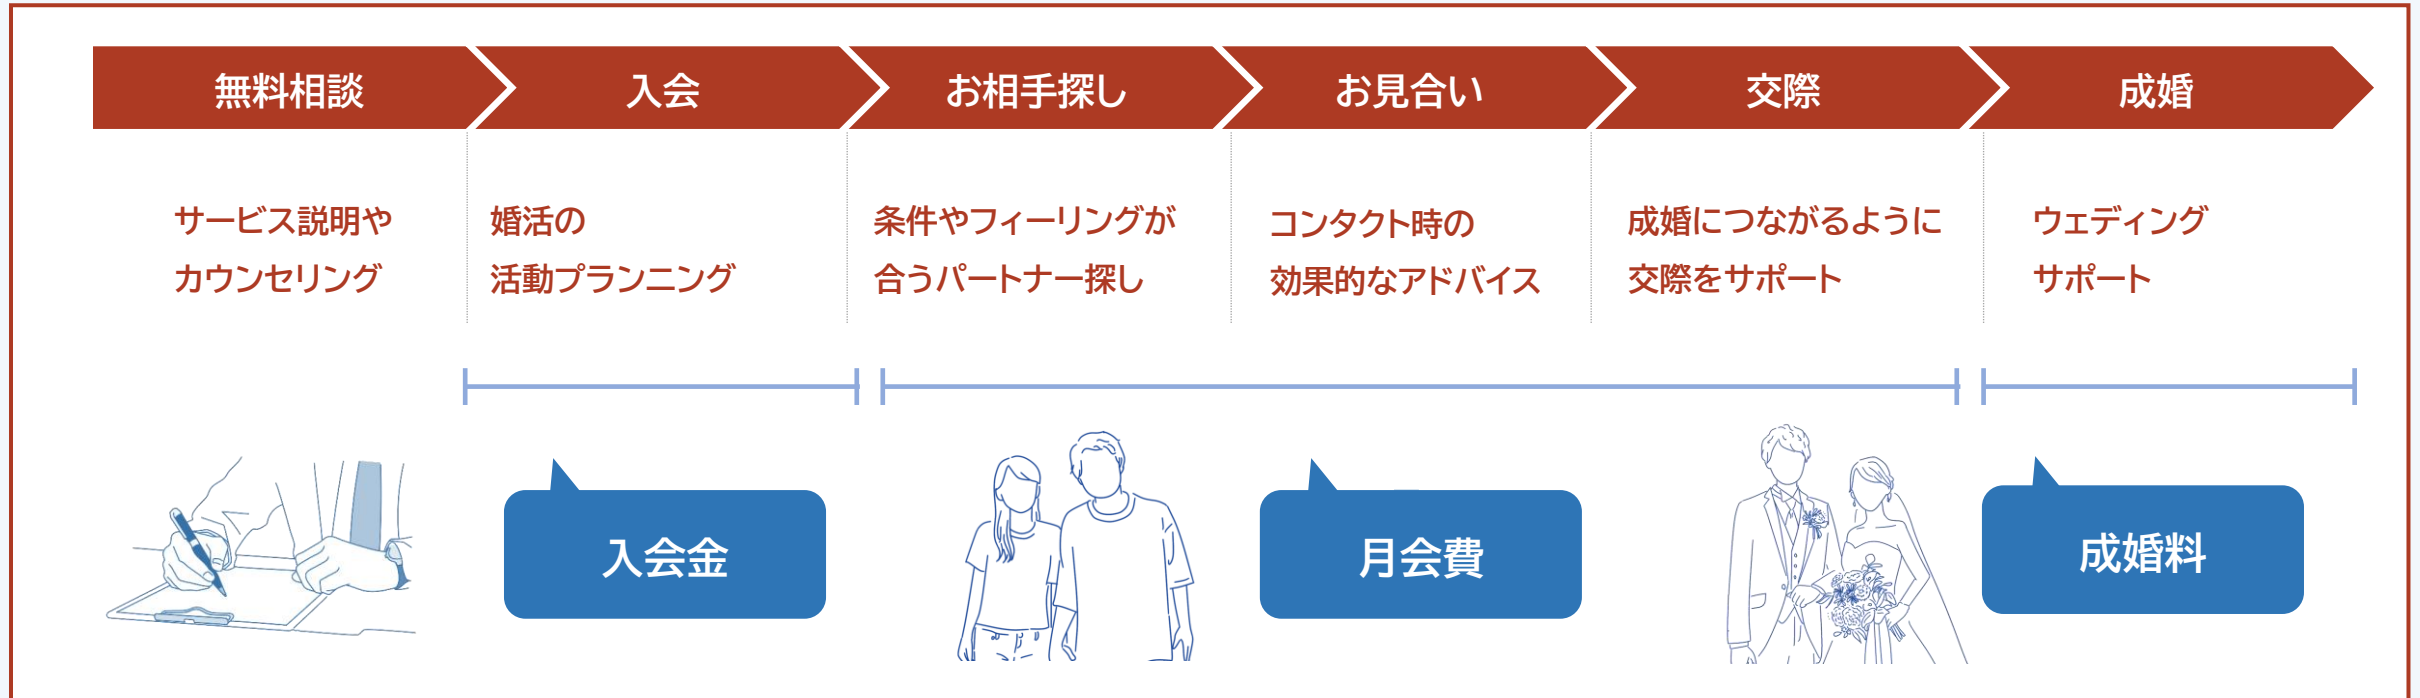 無料相談
入会
お相手探し
お見合い
交際
成婚
サービス説明や
カウンセリング
婚活の
活動プランニング
条件やフィーリングが
合うパートナー探し
コンタクト時の
効果的なアドバイス
成婚につながるように
交際をサポート
ウェディング
サポート
入会金
月会費
成婚料